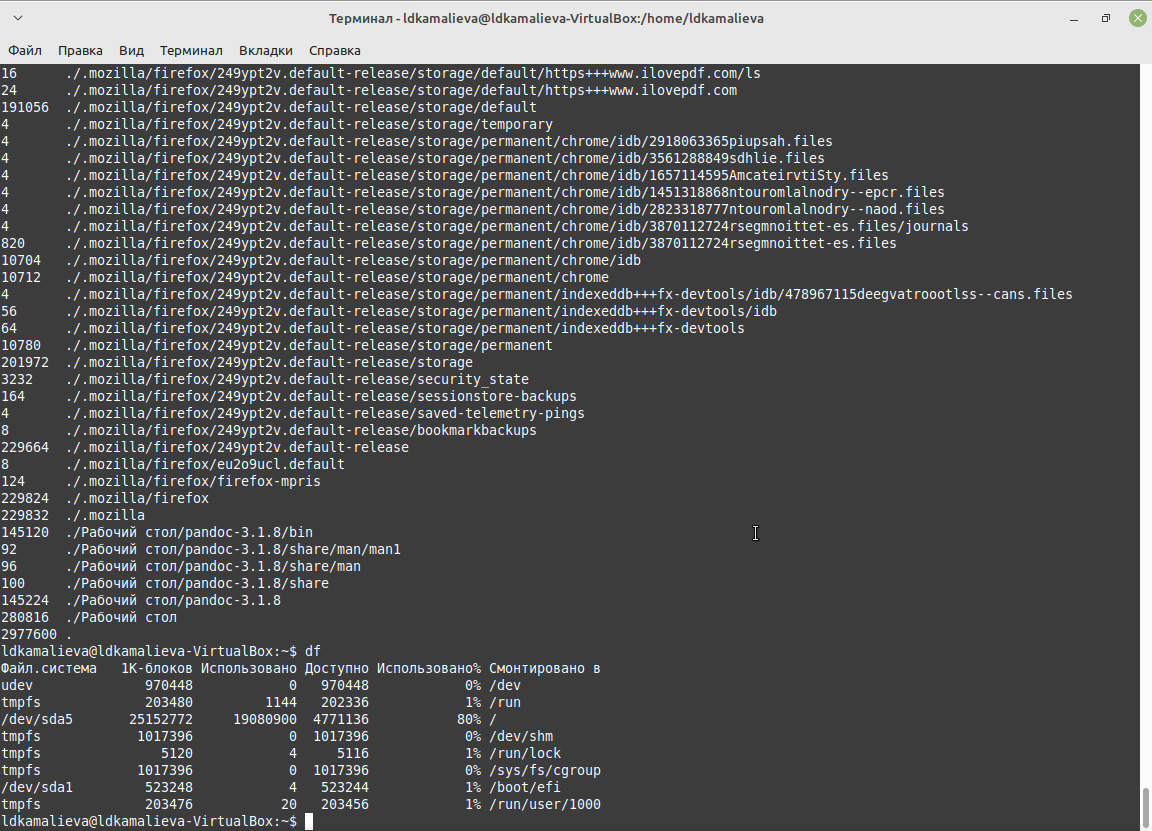 Терминал - ldkamalieva@ldkamalieva-VirtualBox:/home/ldkamalieva
Файл Правка Вид Терминал Вкладки Справка
16 ./.mozilla/firefox/249ypt2v.default-release/storage/default/https+++www.ilovepdf.com/ls
24 ./.mozilla/firefox/249ypt2v.default-release/storage/default/https+++www.ilovepdf.com
191056 ./.mozilla/firefox/249ypt2v.default-release/storage/default
4 ./.mozilla/firefox/249ypt2v.default-release/storage/temporary
4 ./.mozilla/firefox/249ypt2v.default-release/storage/permanent/chrome/idb/2918063365piupsah.files
4 ./.mozilla/firefox/249ypt2v.default-release/storage/permanent/chrome/idb/3561288849sdhlie.files
4 ./.mozilla/firefox/249ypt2v.default-release/storage/permanent/chrome/idb/1657114595AmcateirvtiSty.files
4 ./.mozilla/firefox/249ypt2v.default-release/storage/permanent/chrome/idb/1451318868ntouromlalnodry--epcr.files
4 ./.mozilla/firefox/249ypt2v.default-release/storage/permanent/chrome/idb/2823318777ntouromlalnodry--naod.files
4 ./.mozilla/firefox/249ypt2v.default-release/storage/permanent/chrome/idb/3870112724rsegmnoittet-es.files/journals
820 ./.mozilla/firefox/249ypt2v.default-release/storage/permanent/chrome/idb/3870112724rsegmnoittet-es.files
10704 ./.mozilla/firefox/249ypt2v.default-release/storage/permanent/chrome/idb
10712 ./.mozilla/firefox/249ypt2v.default-release/storage/permanent/chrome
4 ./.mozilla/firefox/249ypt2v.default-release/storage/permanent/indexeddb+++fx-devtools/idb/478967115deegvatroootlss--cans.files
56 ./.mozilla/firefox/249ypt2v.default-release/storage/permanent/indexeddb+++fx-devtools/idb
64 ./.mozilla/firefox/249ypt2v.default-release/storage/permanent/indexeddb+++fx-devtools
10780 ./.mozilla/firefox/249ypt2v.default-release/storage/permanent
201972 ./.mozilla/firefox/249ypt2v.default-release/storage
3232 ./.mozilla/firefox/249ypt2v.default-release/security_state
164 ./.mozilla/firefox/249ypt2v.default-release/sessionstore-backups
4 ./.mozilla/firefox/249ypt2v.default-release/saved-telemetry-pings
8 ./.mozilla/firefox/249ypt2v.default-release/bookmarkbackups
229664 ./.mozilla/firefox/249ypt2v.default-release
8 ./.mozilla/firefox/eu2o9ucl.default
124 ./.mozilla/firefox/firefox-mpris
229824 ./.mozilla/firefox
229832 ./.mozilla
145120 ./Рабочий стол/pandoc-3.1.8/bin
92 ./Рабочий стол/pandoc-3.1.8/share/man/man1
96 ./Рабочий стол/pandoc-3.1.8/share/man
100 ./Рабочий стол/pandoc-3.1.8/share
145224 ./Рабочий стол/pandoc-3.1.8
280816 ./Рабочий стол
2977600 .
ldkamalieva@ldkamalieva-VirtualBox:~$ df
Файл.система 1K-блоков Использовано Доступно Использовано% Смонтировано в
udev 970448 0 970448 0% /dev
tmpfs 203480 1144 202336 1% /run
/dev/sda5 25152772 19080900 4771136 80% /
tmpfs 1017396 0 1017396 0% /dev/shm
tmpfs 5120 4 5116 1% /run/lock
tmpfs 1017396 0 1017396 0% /sys/fs/cgroup
/dev/sda1 523248 4 523244 1% /boot/efi
tmpfs 203476 20 203456 1% /run/user/1000
ldkamalieva@ldkamalieva-VirtualBox:~$